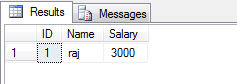 Results Messages
ID Name Salary
1 1 raj 3000